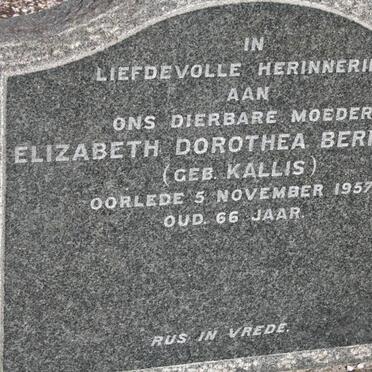 IN
LIEFDEVOLLE HERINNERI
AAN
ONS DIERBARE MOEDER
ELIZABETH DOROTHEA BER
(GEB. KALLIS)
OORLEDE 5 NOVEMBER 1957
OUD. 66 JAAR.
RUS IN VREDE.